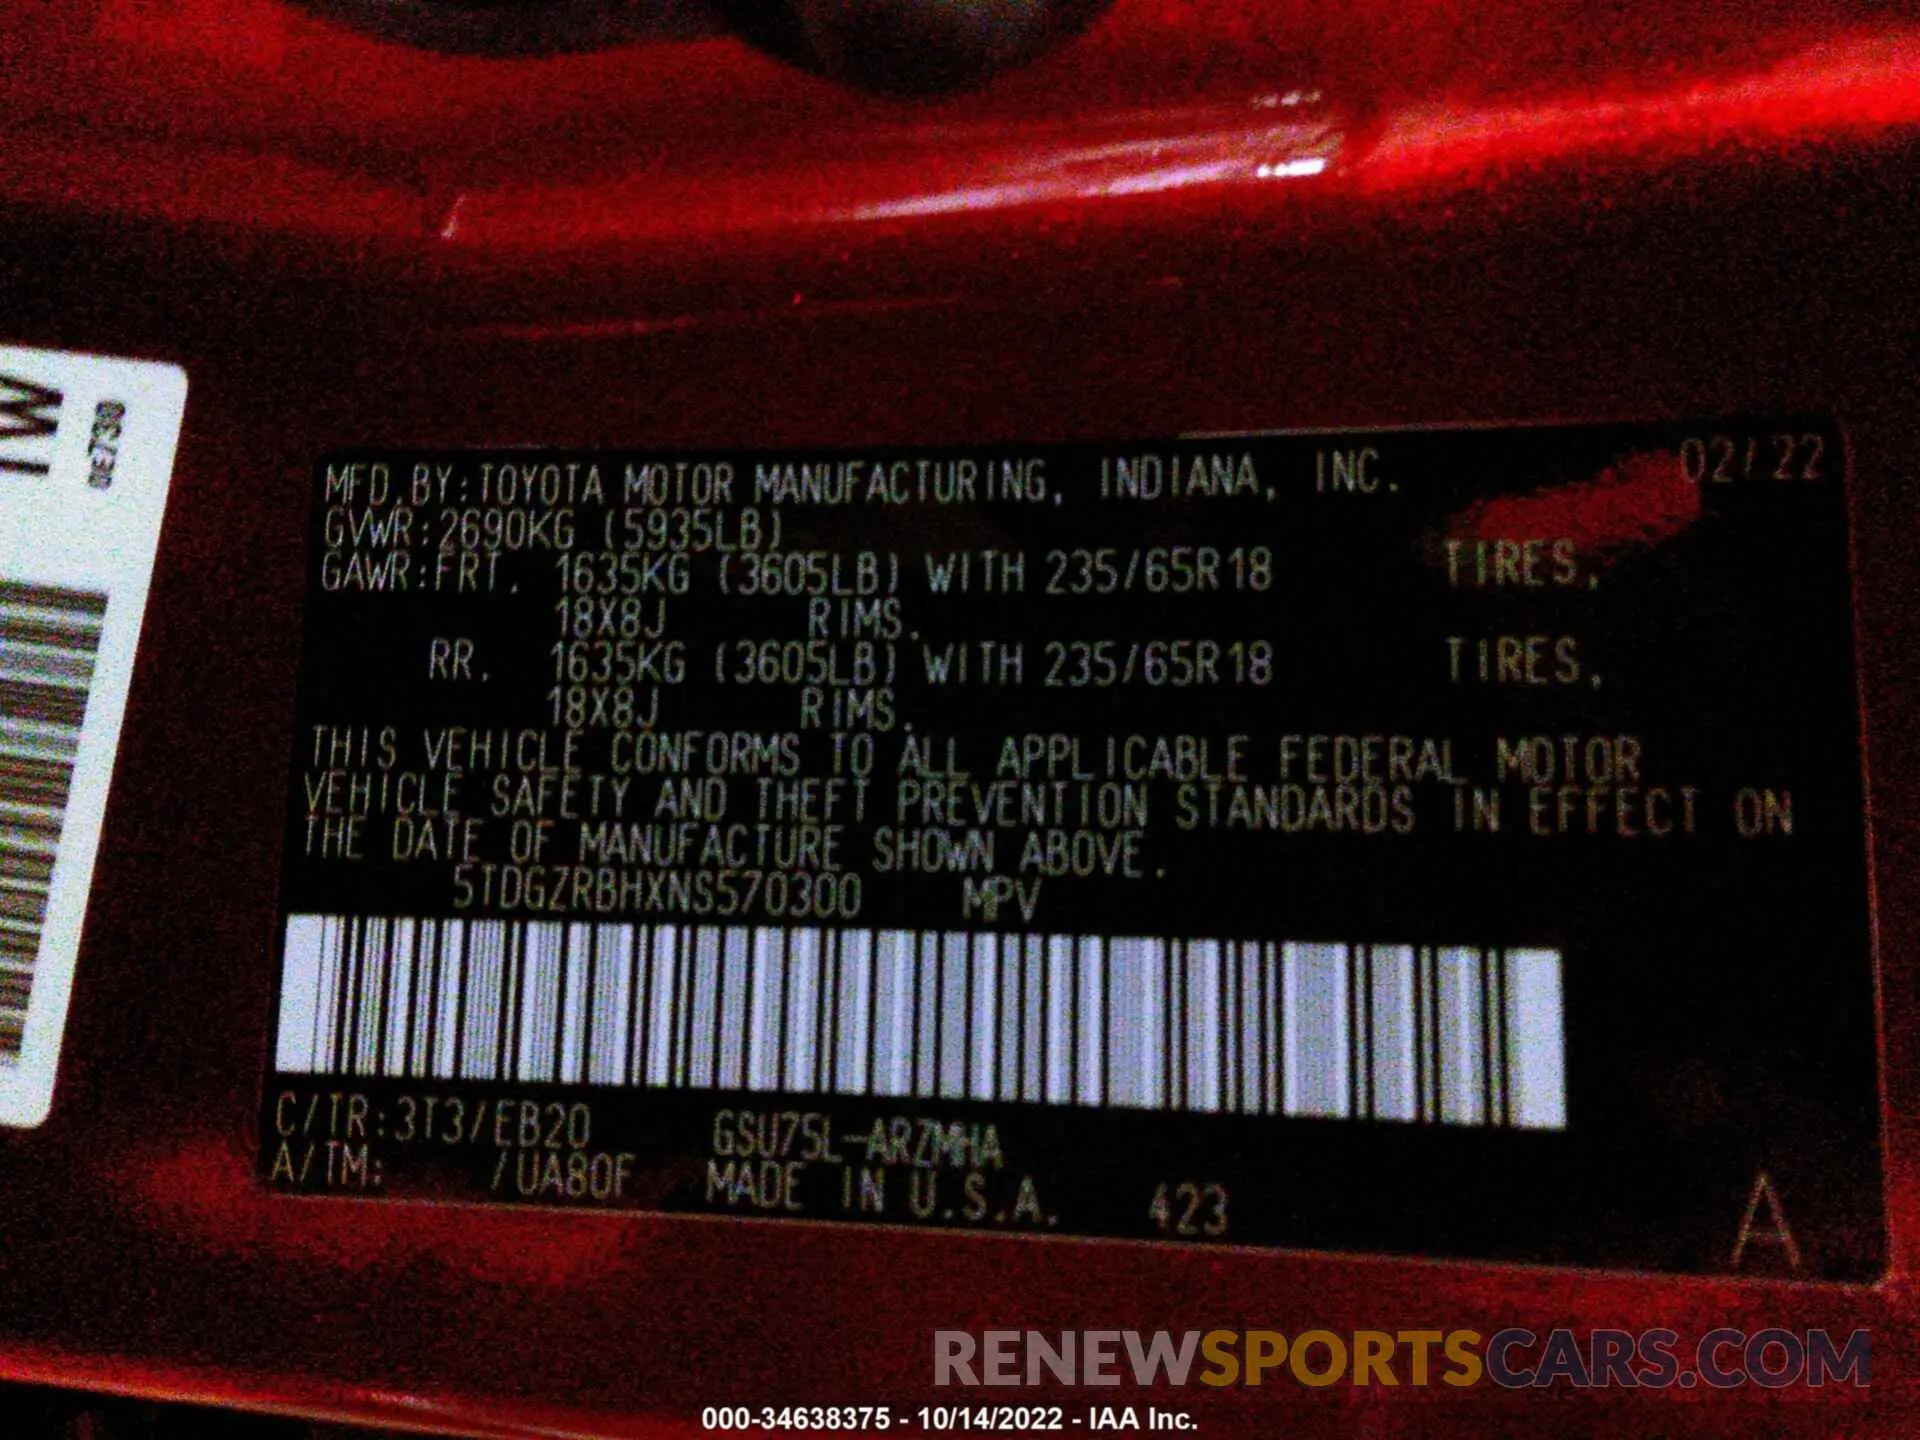 TW
0E730
MFD.BY:TOYOTA MOTOR MANUFACTURING, INDIANA, INC. 02/22
GVWR:2690KG (5935LB)
GAWR:FRT. 1635KG (3605LB) WITH 235/65R18 TIRES,
18X8J RIMS.
RR. 1635KG (3605LB) WITH 235/65R18 TIRES,
18X8J RIMS.
THIS VEHICLE CONFORMS TO ALL APPLICABLE FEDERAL MOTOR
VEHICLE SAFETY AND THEFT PREVENTION STANDARDS IN EFFECT ON
THE DATE OF MANUFACTURE SHOWN ABOVE.
5TDGZRBHXNS570300 MPV
C/TR:3T3/EB20 GSU75L-ARZMHA
A/TM: /UA80F MADE IN U.S.A. 423
A
RENEWSPORTSCARS.COM
000-34638375 - 10/14/2022 - IAA Inc.